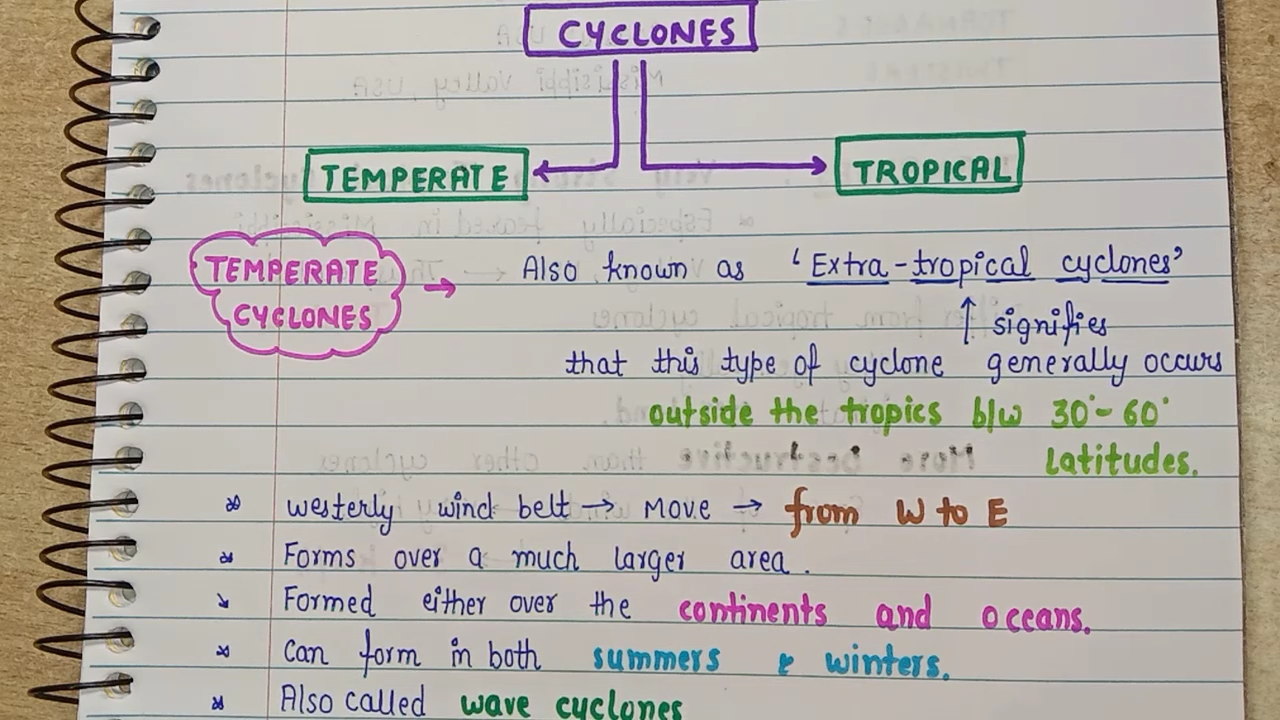 CYCLONES
TEMPERATE
TROPICAL
TEMPERATE CYCLONES → Also known as ‘Extra-tropical cyclones’
↑ signifies
that this type of cyclone generally occurs
outside the tropics b/w 30°-60°
Latitudes.
westerly wind belt → Move → from W to E
Forms over a much larger area.
Formed either over the continents and oceans.
Can form in both summers & winters.
Also called wave cyclones